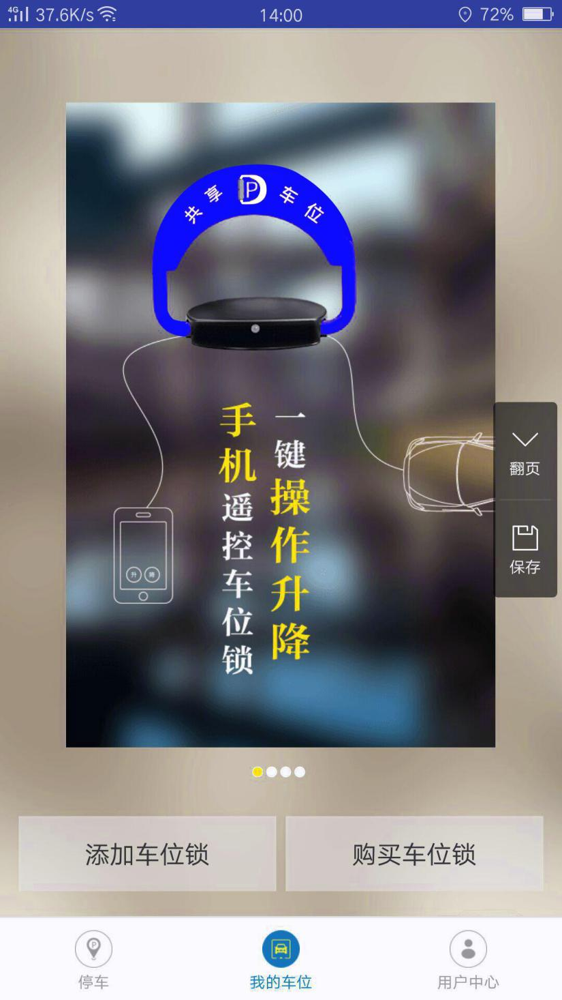 4G 37.6K/s 14:00 72%
共享 P 车位
一键操作升降
手机遥控车位锁
升 降
翻页
保存
添加车位锁 购买车位锁
停车 我的车位 用户中心